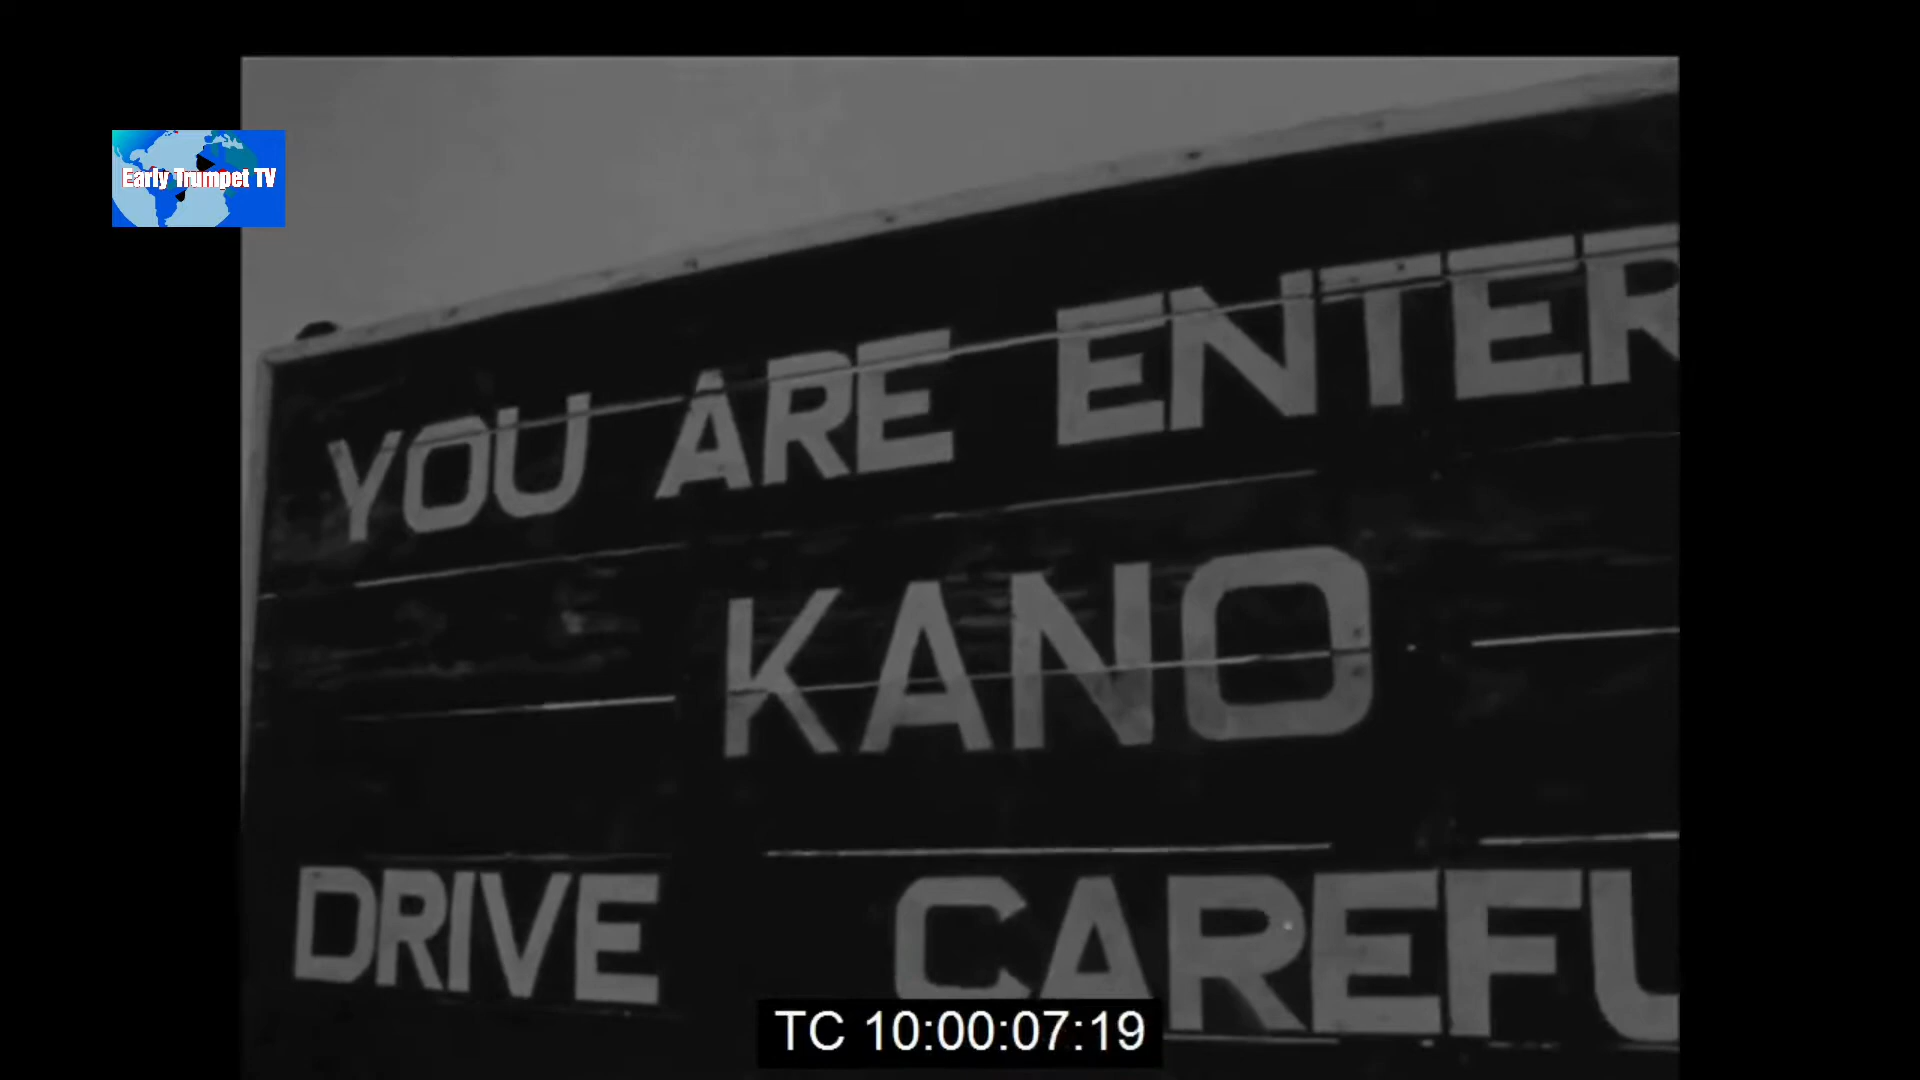 Early Trumpet TV
YOU ARE ENTER
KANO
DRIVE CAREFU
TC 10:00:07:19